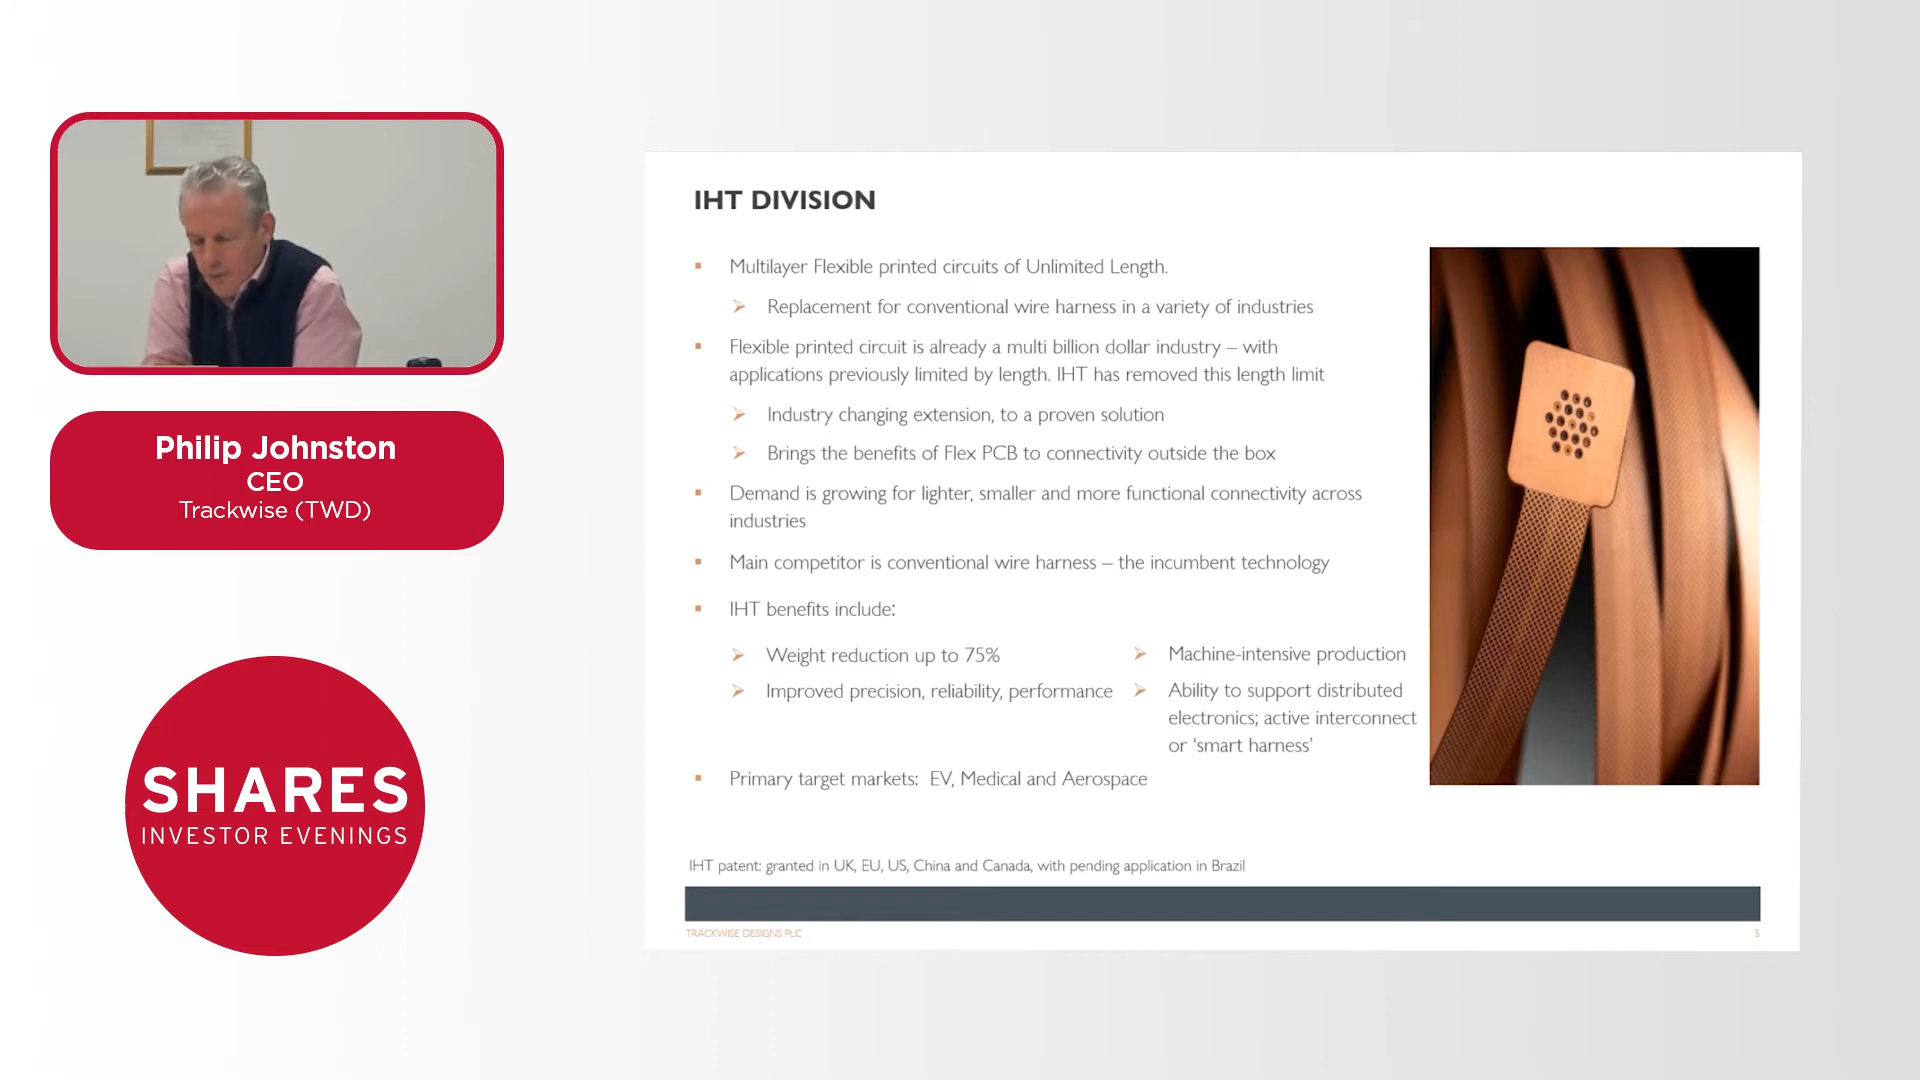 Philip Johnston
CEO
Trackwise (TWD)
SHARES
INVESTOR EVENINGS
IHT DIVISION
Multilayer Flexible printed circuits of Unlimited Length.
Replacement for conventional wire harness in a variety of industries
Flexible printed circuit is already a multi billion dollar industry – with
applications previously limited by length. IHT has removed this length limit
Industry changing extension, to a proven solution
Brings the benefits of Flex PCB to connectivity outside the box
Demand is growing for lighter, smaller and more functional connectivity across
industries
Main competitor is conventional wire harness – the incumbent technology
IHT benefits include:
Weight reduction up to 75%
Improved precision, reliability, performance
Machine-intensive production
Ability to support distributed
electronics; active interconnect
or ‘smart harness’
Primary target markets: EV, Medical and Aerospace
IHT patent: granted in UK, EU, US, China and Canada, with pending application in Brazil
TRACKWISE DESIGNS PLC
5